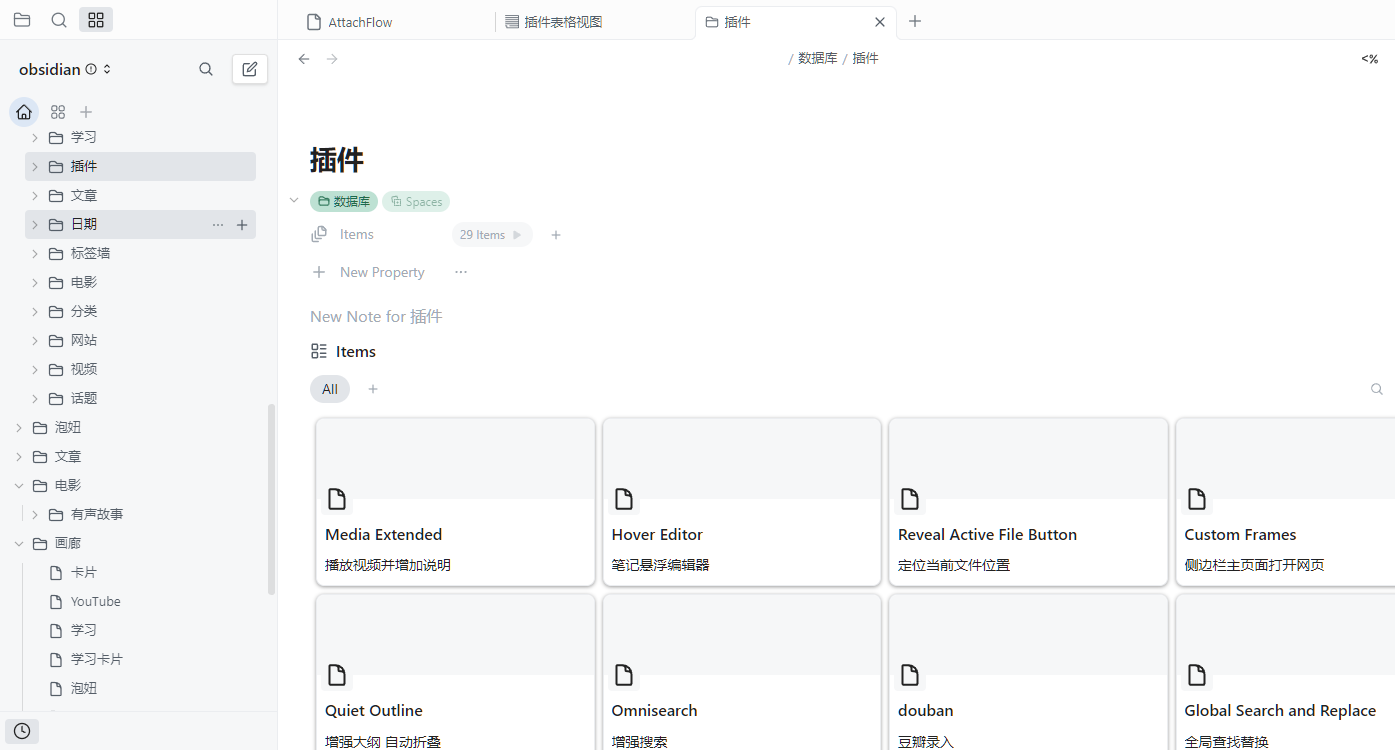 AttachFlow
插件表格视图
插件
obsidian
/ 数据库 / 插件
<%
学习
插件
文章
日期
标签墙
电影
分类
网站
视频
话题
泡妞
文章
电影
有声故事
画廊
卡片
YouTube
学习
学习卡片
泡妞
插件
数据库
Spaces
Items
29 Items
New Property
New Note for 插件
Items
All
Media Extended
播放视频并增加说明
Hover Editor
笔记悬浮编辑器
Reveal Active File Button
定位当前文件位置
Custom Frames
侧边栏主页面打开网页
Quiet Outline
增强大纲 自动折叠
Omnisearch
增强搜索
douban
豆瓣录入
Global Search and Replace
全局查找替换